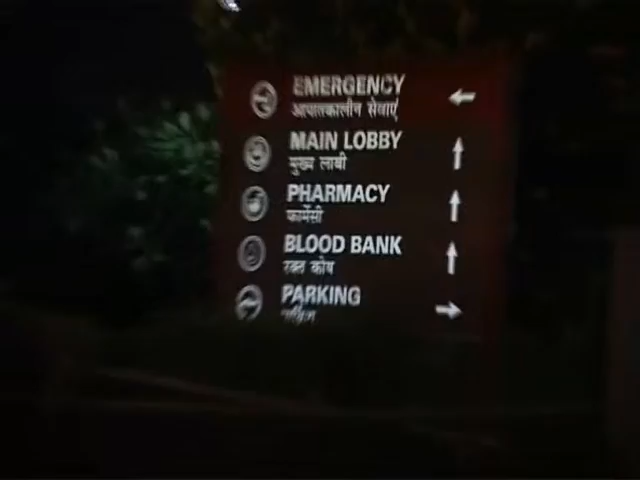 EMERGENCY
आपातकालीन सेवाएं
MAIN LOBBY
मुख्य लाबी
PHARMACY
फार्मेसी
BLOOD BANK
रक्त कोष
PARKING